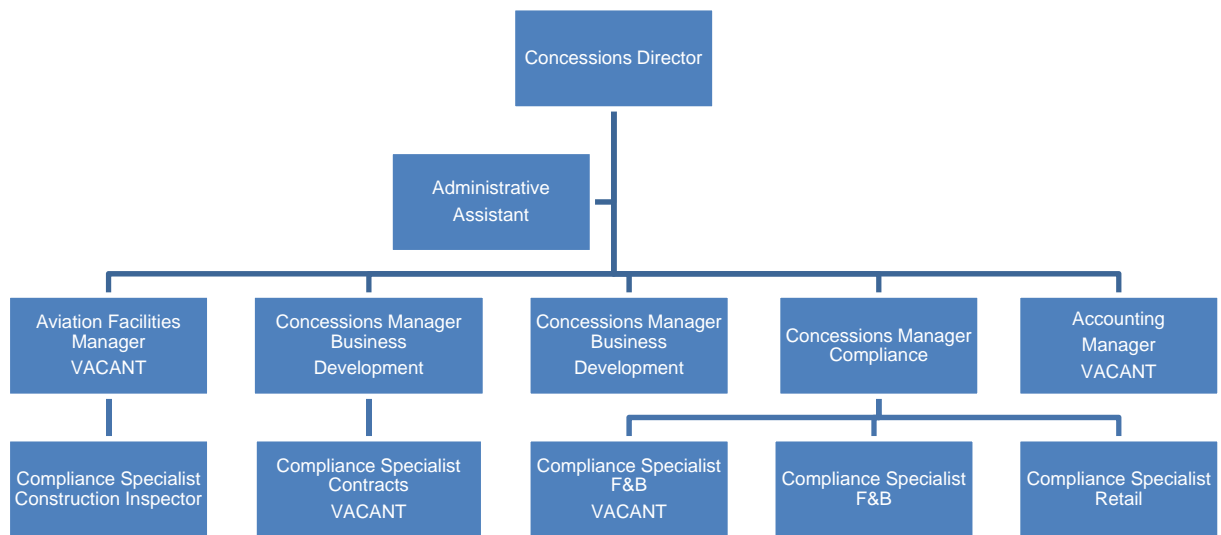 Concessions Director
Administrative
Assistant
Aviation Facilities
Manager
VACANT
Concessions Manager
Business
Development
Concessions Manager
Business
Development
Concessions Manager
Compliance
Accounting
Manager
VACANT
Compliance Specialist
Construction Inspector
Compliance Specialist
Contracts
VACANT
Compliance Specialist
F&B
VACANT
Compliance Specialist
F&B
Compliance Specialist
Retail